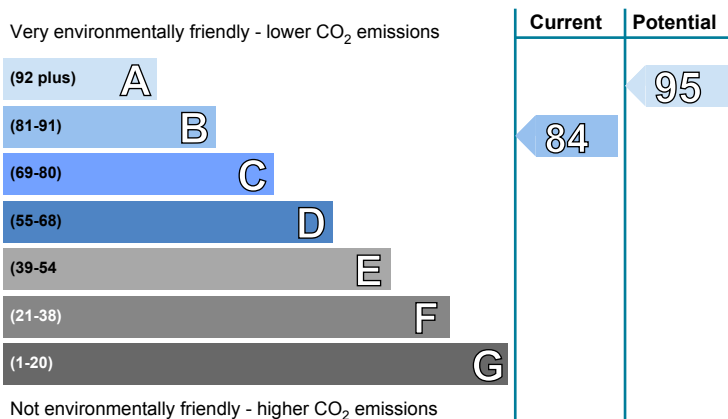 Very environmentally friendly - lower CO2 emissions
Current
Potential
(92 plus) A
95
(81-91) B
84
(69-80) C
(55-68) D
(39-54 E
(21-38) F
(1-20) G
Not environmentally friendly - higher CO2 emissions